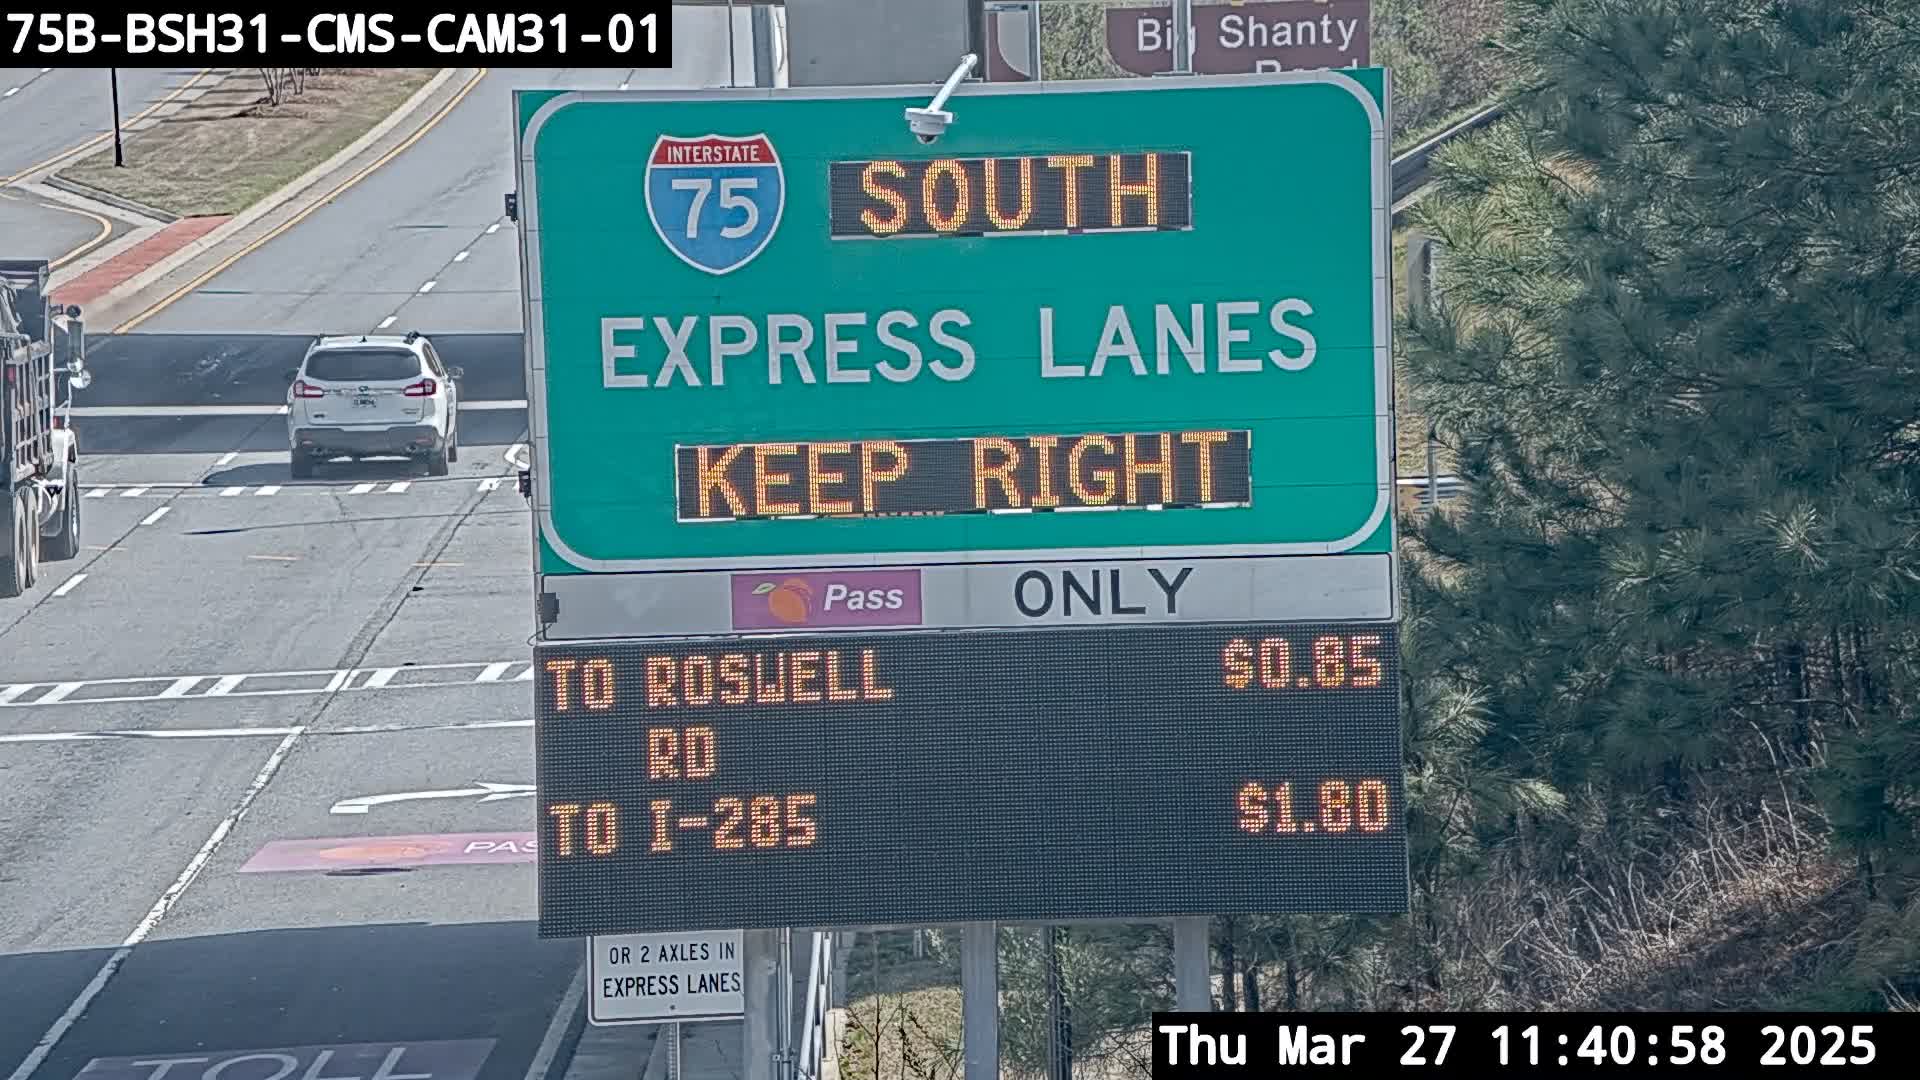 75B-BSH31-CMS-CAM31-01
Big Shanty
Road
INTERSTATE
75
SOUTH
EXPRESS LANES
KEEP RIGHT
Pass ONLY
TO ROSWELL $0.85
RD
TO I-285 $1.80
PAS
OR 2 AXLES IN
EXPRESS LANES
TOLL
Thu Mar 27 11:40:58 2025